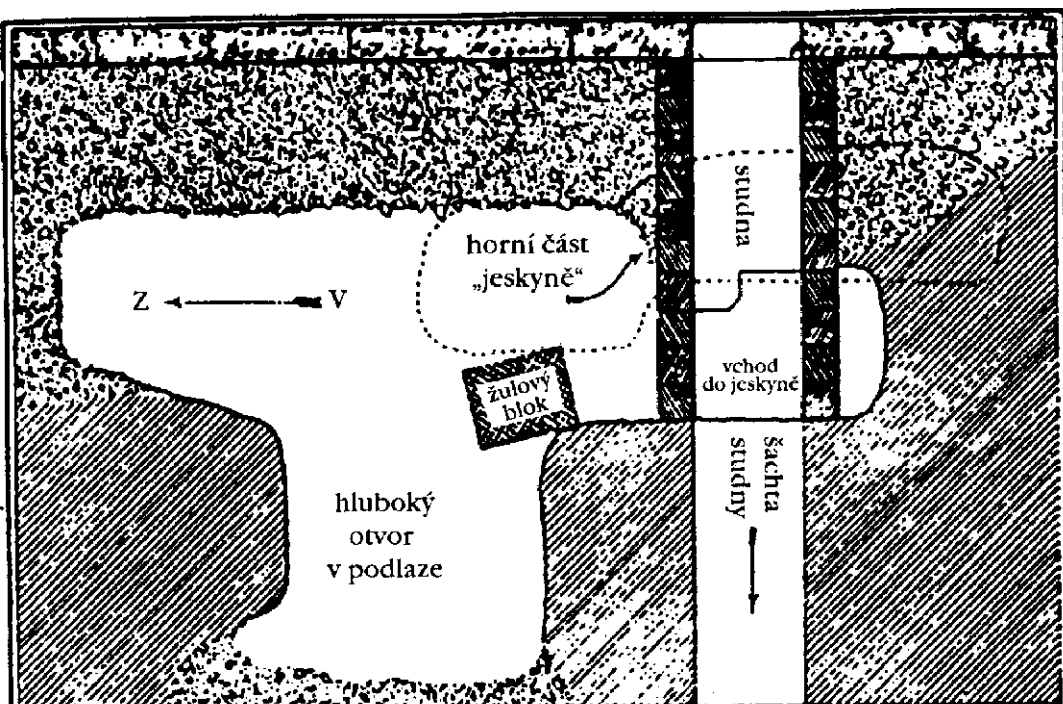 studna
horní část
„jeskyně“
Z
V
žulový
blok
vchod
do jeskyně
šachta
studny
hluboký
otvor
v podlaze